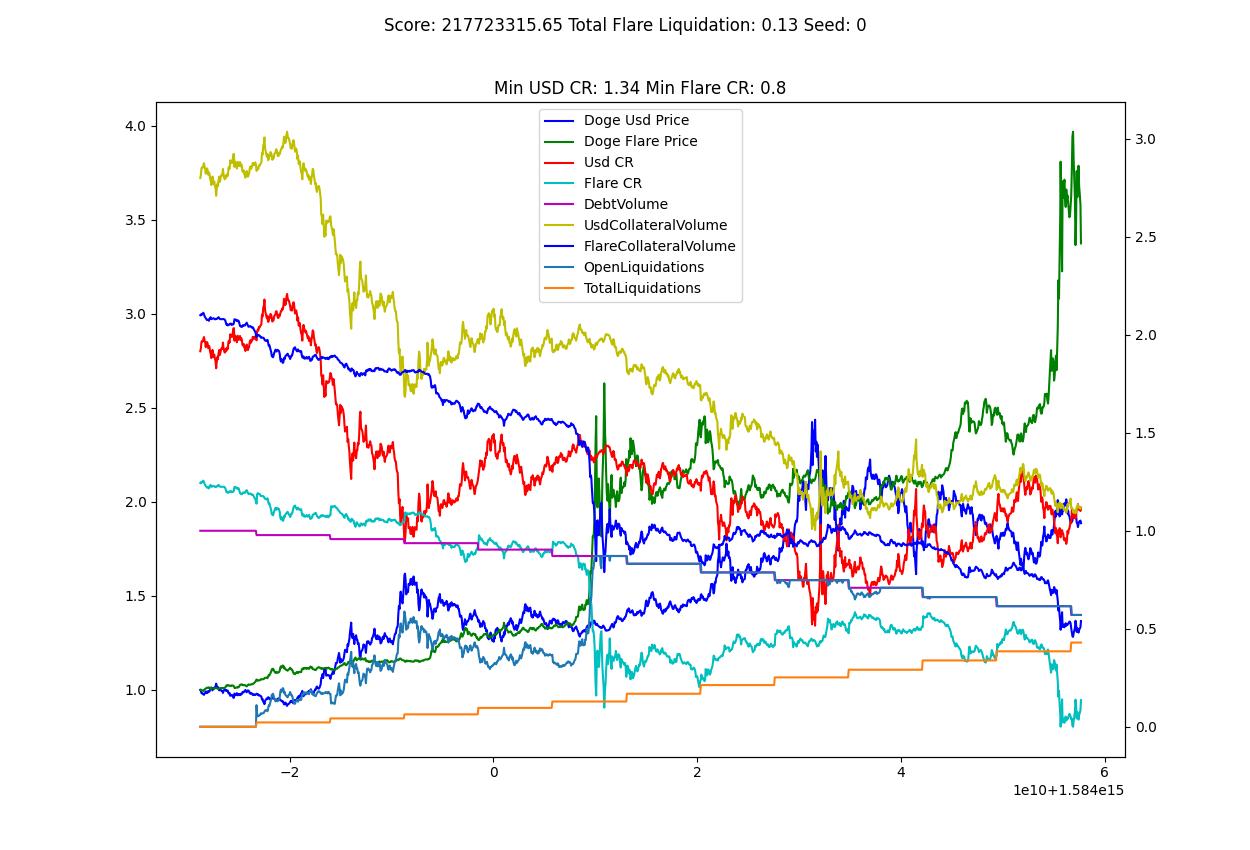 Score: 217723315.65 Total Flare Liquidation: 0.13 Seed: 0
Min USD CR: 1.34 Min Flare CR: 0.8
Doge Usd Price
Doge Flare Price
Usd CR
Flare CR
DebtVolume
UsdCollateralVolume
FlareCollateralVolume
OpenLiquidations
TotalLiquidations
4.0
3.5
3.0
2.5
2.0
1.5
1.0
3.0
2.5
2.0
1.5
1.0
0.5
0.0
−2
0
2
4
6
1e10+1.584e15